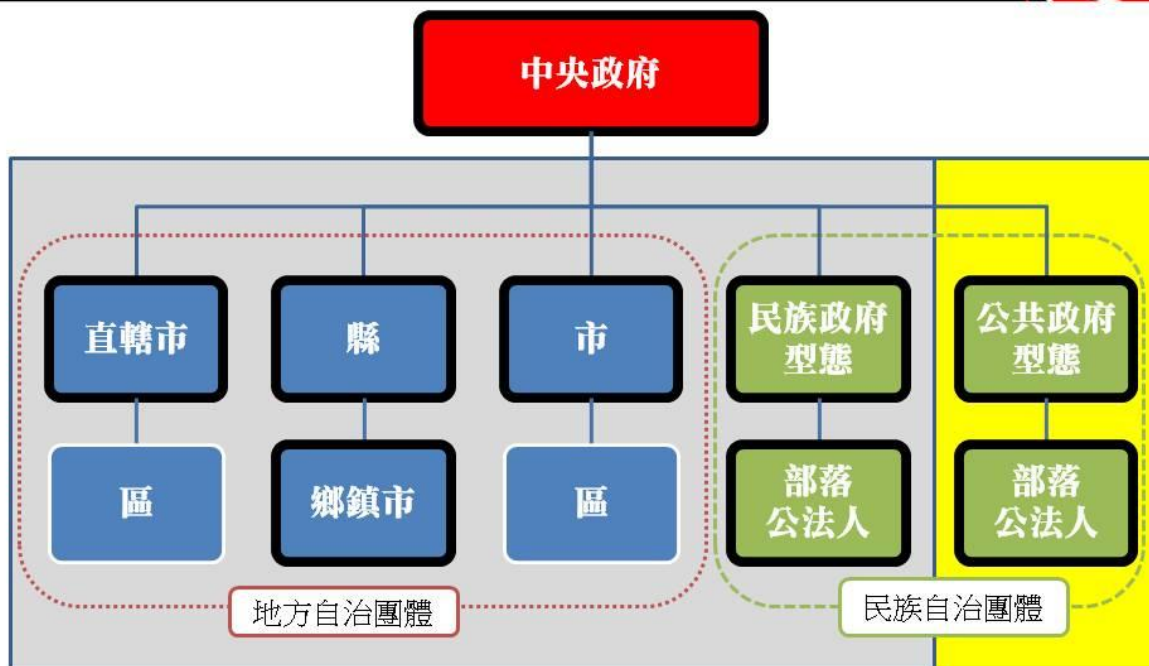 中央政府
直轄市
縣
市
民族政府
型態
公共政府
型態
區
鄉鎮市
區
部落
公法人
部落
公法人
地方自治團體
民族自治團體